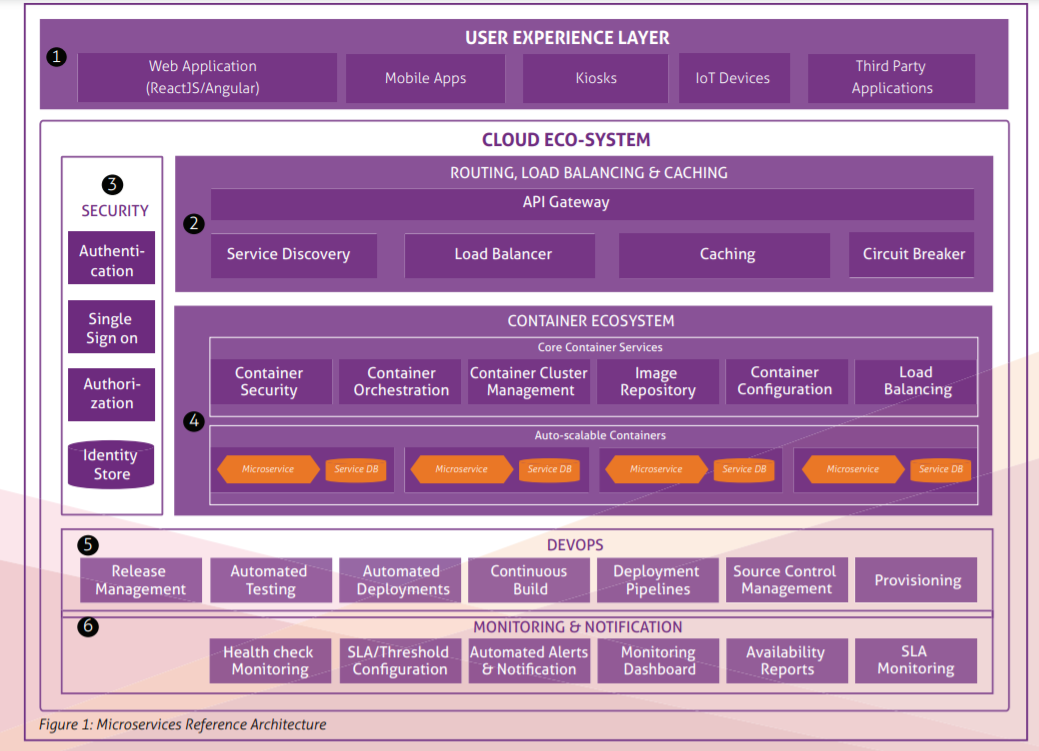 1
USER EXPERIENCE LAYER
Web Application
(ReactJS/Angular)
Mobile Apps
Kiosks
IoT Devices
Third Party
Applications
CLOUD ECO-SYSTEM
3
SECURITY
Authenti-
cation
Single
Sign on
Authori-
zation
Identity
Store
2
ROUTING, LOAD BALANCING & CACHING
API Gateway
Service Discovery
Load Balancer
Caching
Circuit Breaker
4
CONTAINER ECOSYSTEM
Core Container Services
Container
Security
Container
Orchestration
Container Cluster
Management
Image
Repository
Container
Configuration
Load
Balancing
Auto-scalable Containers
Microservice
Service DB
Microservice
Service DB
Microservice
Service DB
Microservice
Service DB
5
DEVOPS
Release
Management
Automated
Testing
Automated
Deployments
Continuous
Build
Deployment
Pipelines
Source Control
Management
Provisioning
6
MONITORING & NOTIFICATION
Health check
Monitoring
SLA/Threshold
Configuration
Automated Alerts
& Notification
Monitoring
Dashboard
Availability
Reports
SLA
Monitoring
Figure 1: Microservices Reference Architecture